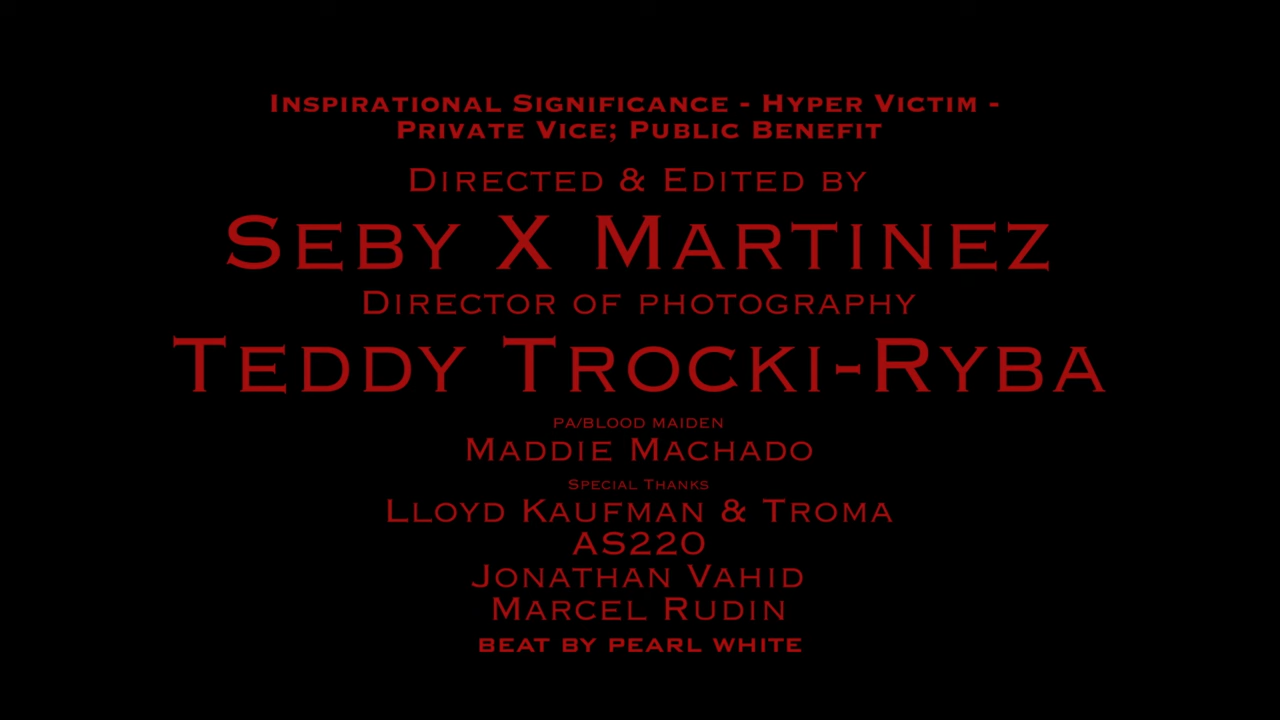 Inspirational Significance - Hyper Victim -
Private Vice; Public Benefit
Directed & Edited by
Seby X Martinez
Director of photography
Teddy Trocki-Ryba
PA/Blood Maiden
Maddie Machado
Special Thanks
Lloyd Kaufman & Troma
AS220
Jonathan Vahid
Marcel Rudin
BEAT BY PEARL WHITE